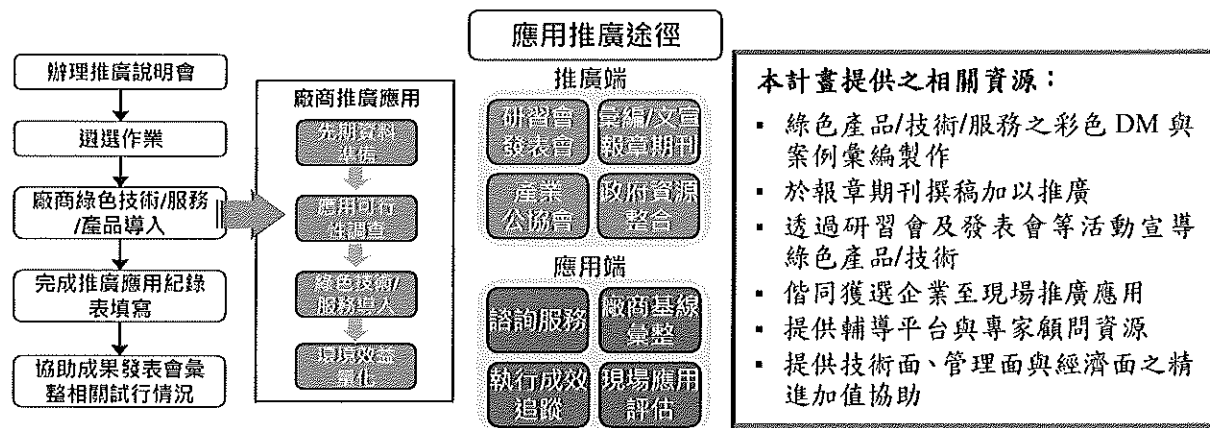 辦理推廣說明會
遴選作業
廠商綠色技術/服務
/產品導入
完成推廣應用紀錄
表填寫
協助成果發表會彙
整相關試行情況
廠商推廣應用
先期資料
準備
應用可行
性調查
綠色技術/
服務導入
環境效益
量化
應用推廣途徑
推廣端
研習會
發表會
彙編/文宣
報章期刊
產業
公協會
政府資源
整合
應用端
諮詢服務
廠商基線
彙整
執行成效
追蹤
現場應用
評估
本計畫提供之相關資源：
▪ 綠色產品/技術/服務之彩色 DM 與
案例彙編製作
▪ 於報章期刊撰稿加以推廣
▪ 透過研習會及發表會等活動宣導
綠色產品/技術
▪ 偕同獲選企業至現場推廣應用
▪ 提供輔導平台與專家顧問資源
▪ 提供技術面、管理面與經濟面之精
進加值協助